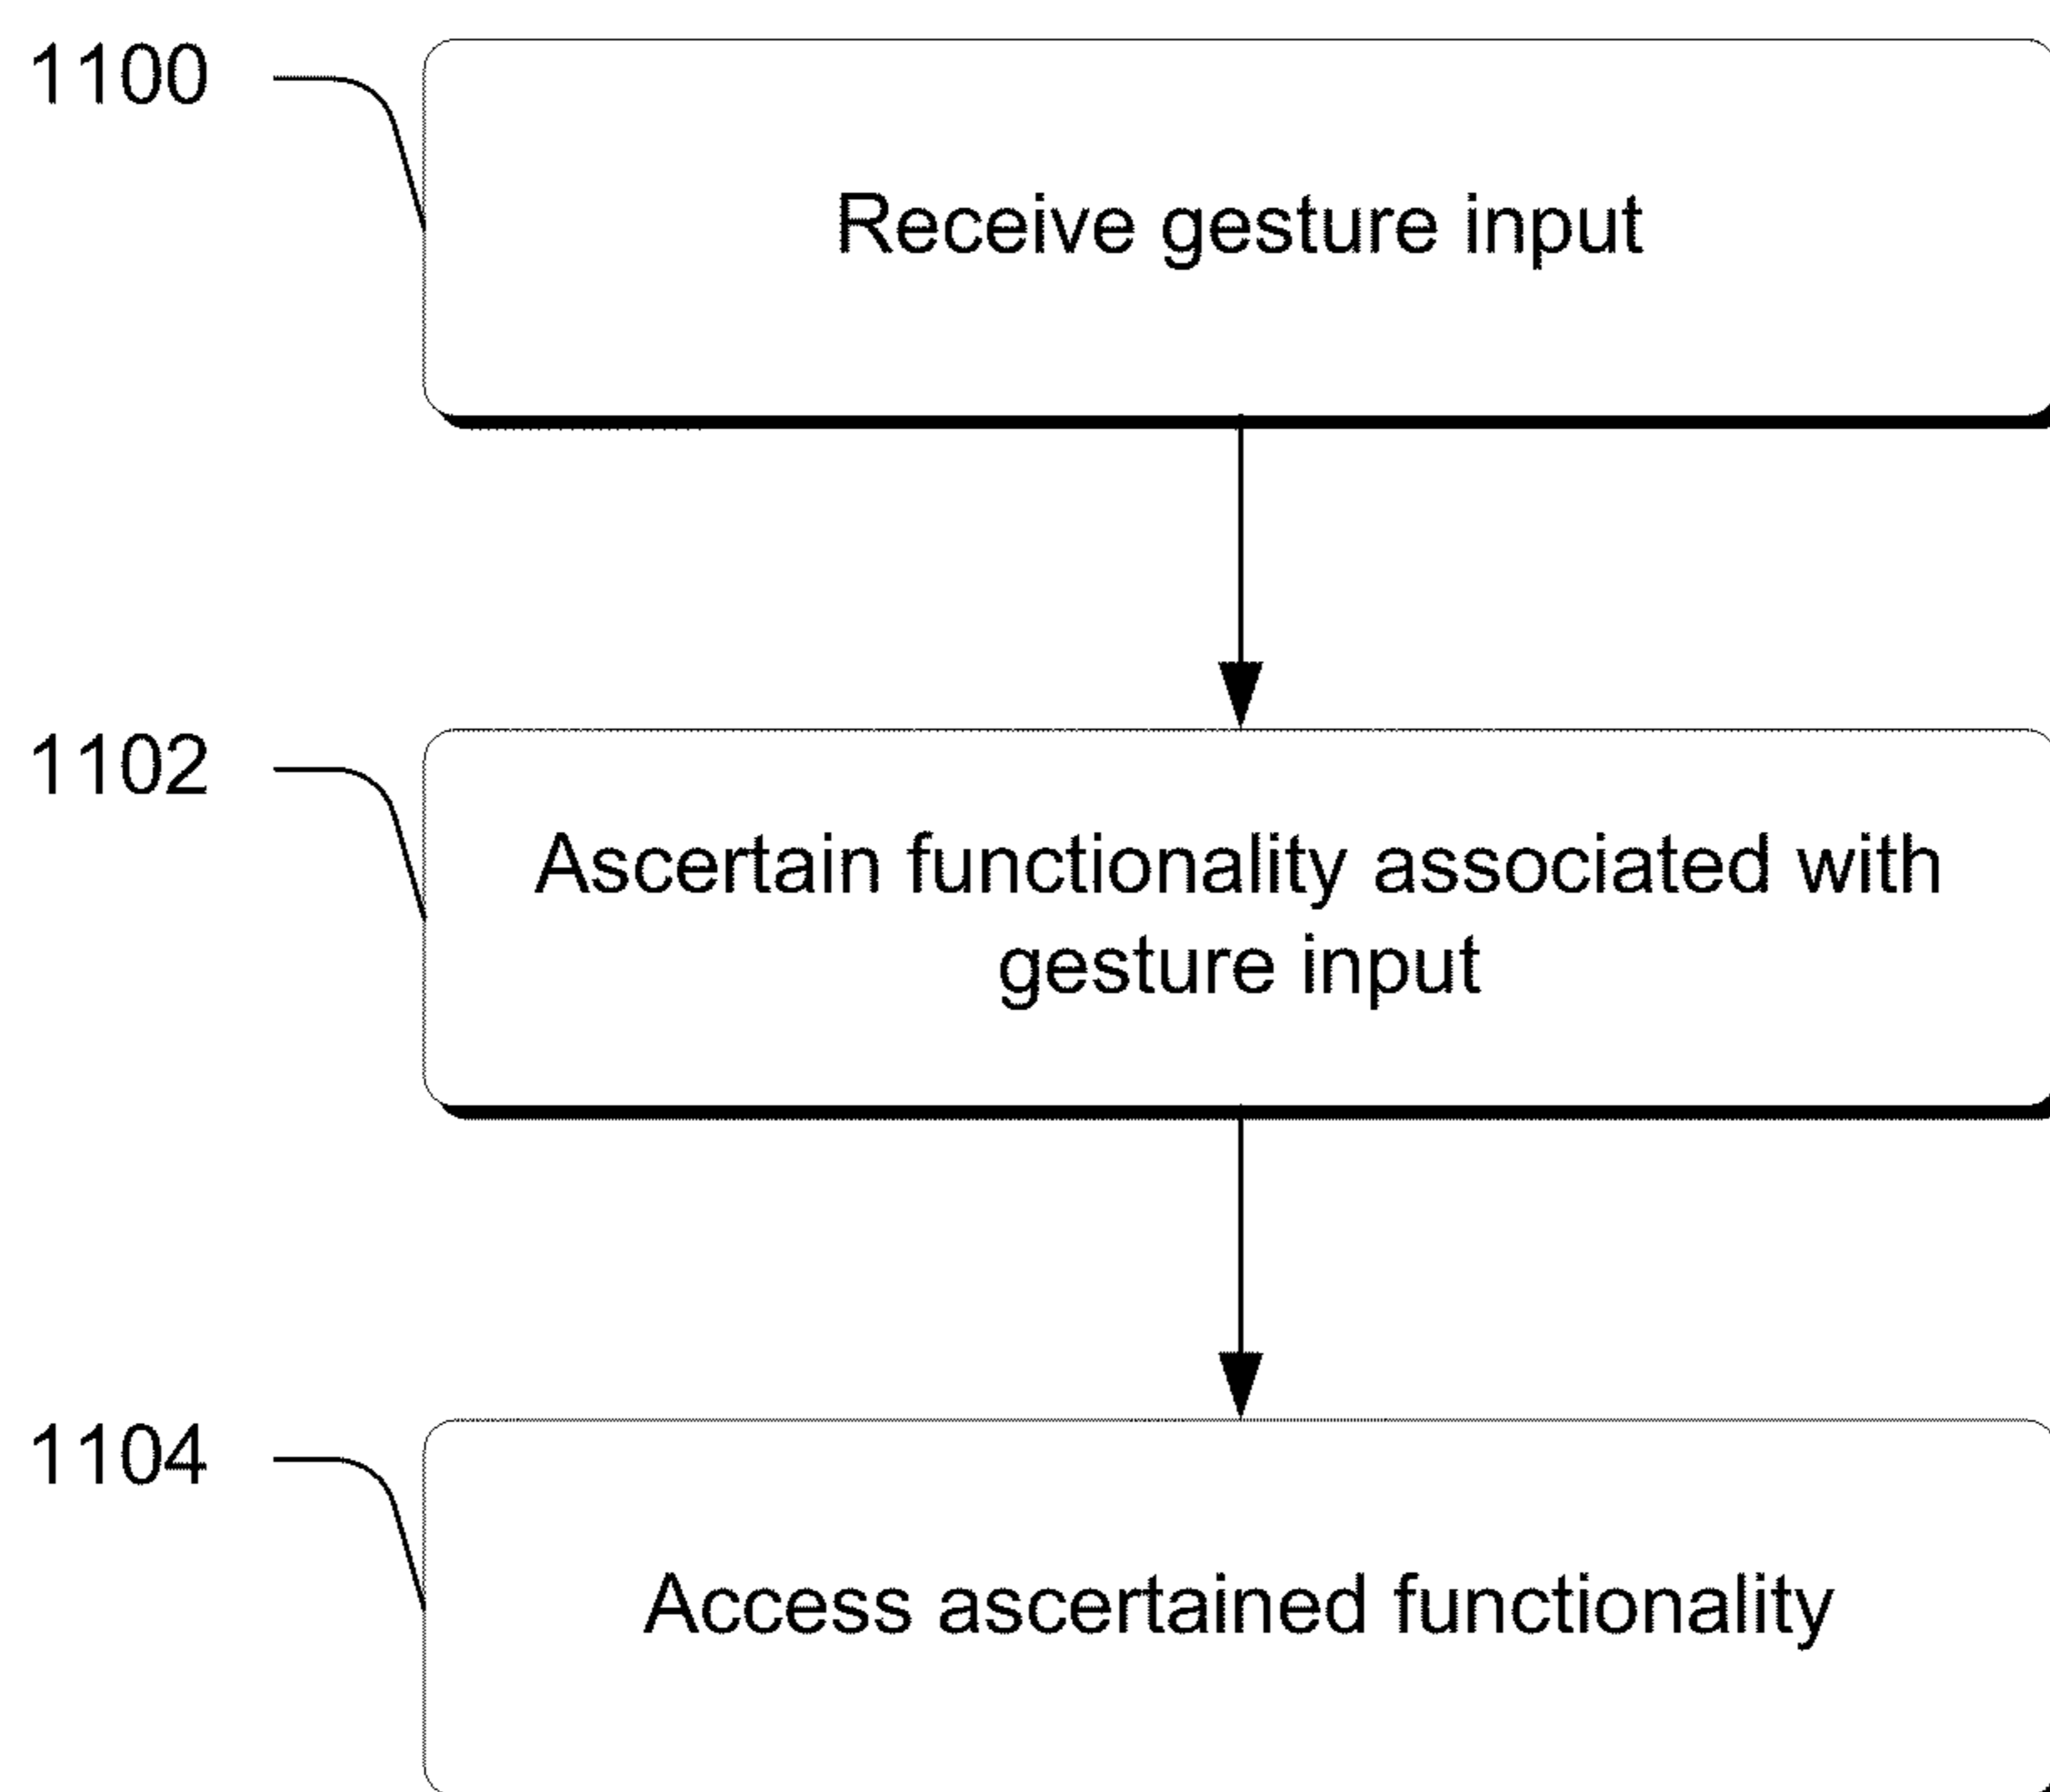 1100
Receive gesture input
1102
Ascertain functionality associated with
gesture input
1104
Access ascertained functionality